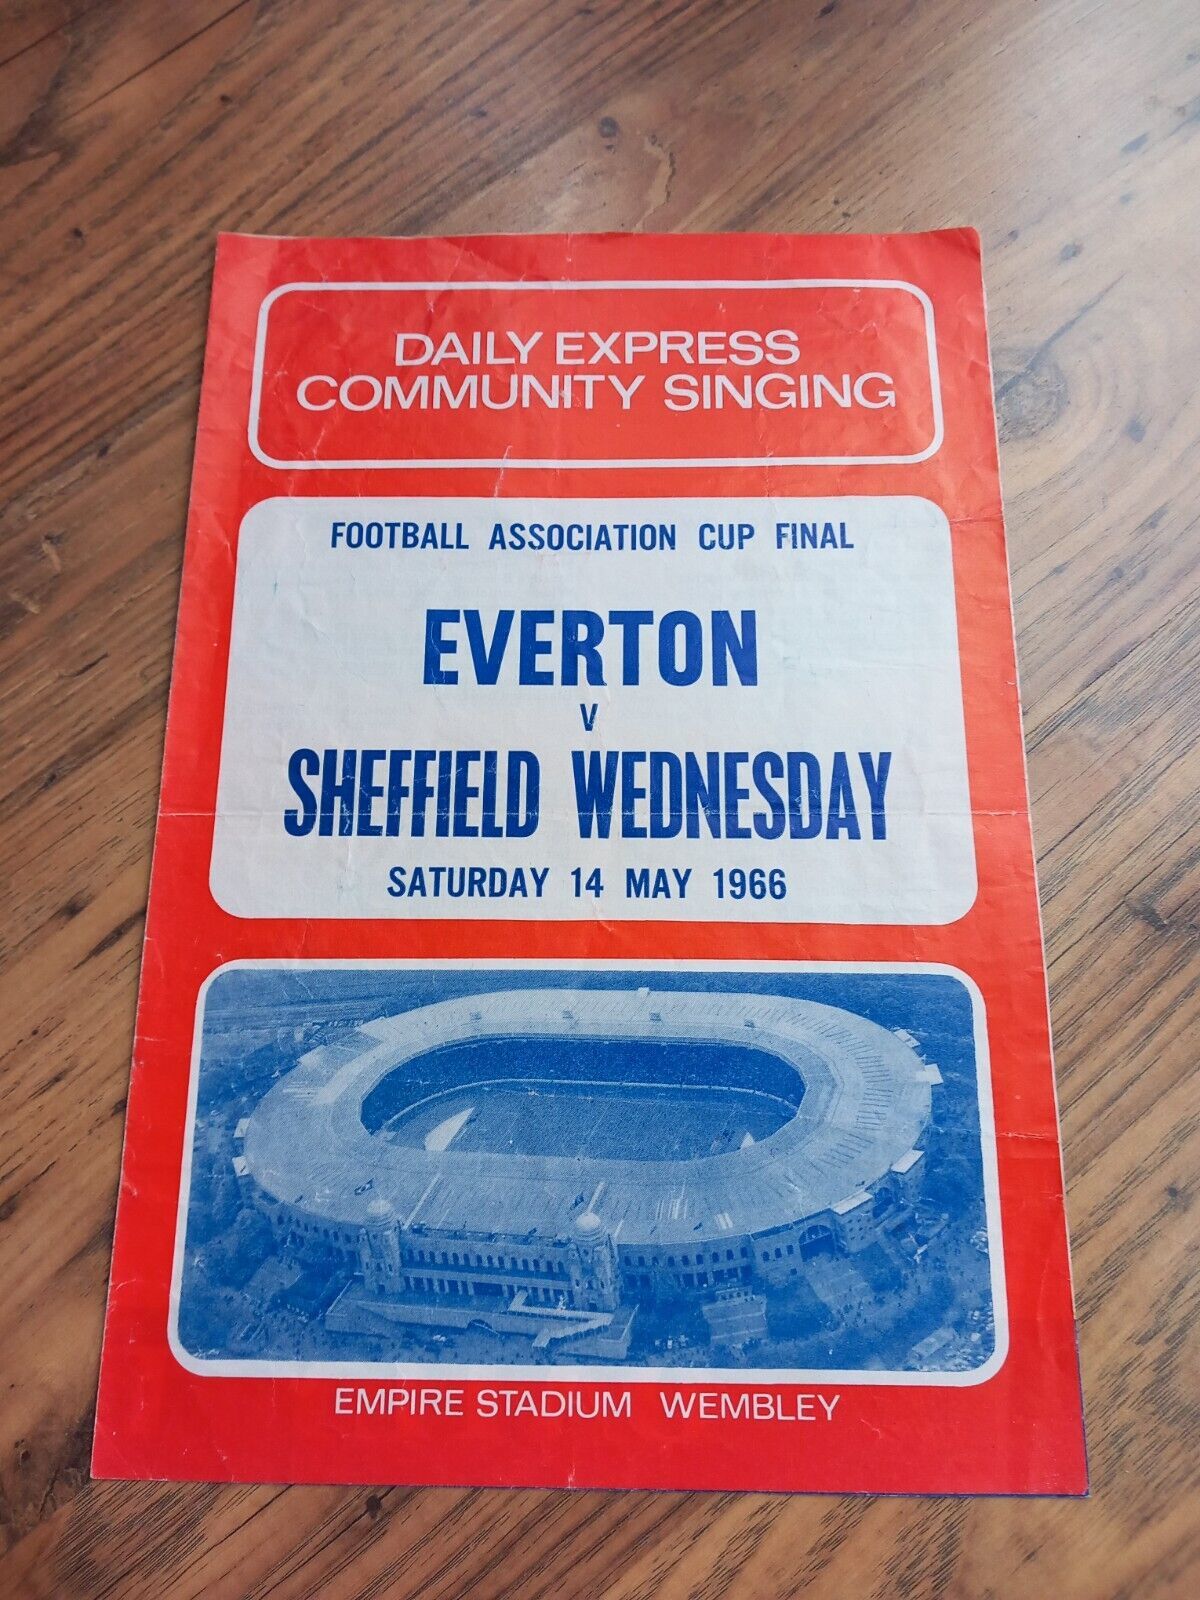 DAILY EXPRESS
COMMUNITY SINGING
FOOTBALL ASSOCIATION CUP FINAL
EVERTON
V
SHEFFIELD WEDNESDAY
SATURDAY 14 MAY 1966
EMPIRE STADIUM WEMBLEY